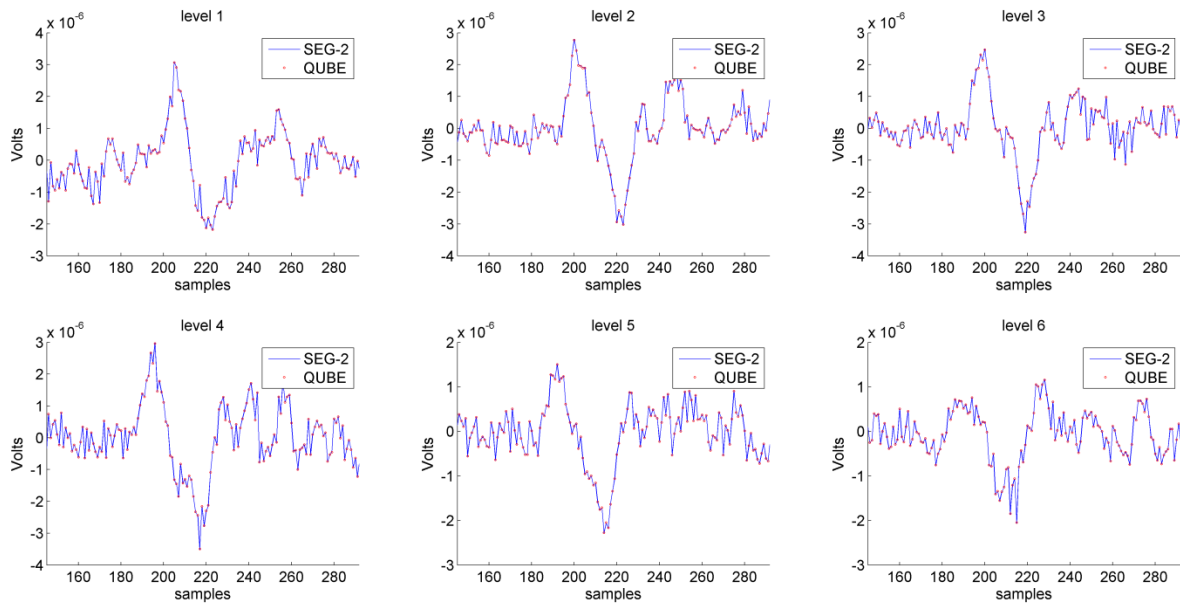 level 1
x 10⁻⁶
4
3
2
1
0
-1
-2
-3
Volts
160 180 200 220 240 260 280
samples
SEG-2
QUBE
level 2
x 10⁻⁶
3
2
1
0
-1
-2
-3
-4
Volts
160 180 200 220 240 260 280
samples
SEG-2
QUBE
level 3
x 10⁻⁶
4
3
2
1
0
-1
-2
-3
-4
Volts
160 180 200 220 240 260 280
samples
SEG-2
QUBE
level 4
x 10⁻⁶
3
2
1
0
-1
-2
-3
-4
Volts
160 180 200 220 240 260 280
samples
SEG-2
QUBE
level 5
x 10⁻⁶
2
1
0
-1
-2
-3
Volts
160 180 200 220 240 260 280
samples
SEG-2
QUBE
level 6
x 10⁻⁶
2
1
0
-1
-2
-3
Volts
160 180 200 220 240 260 280
samples
SEG-2
QUBE